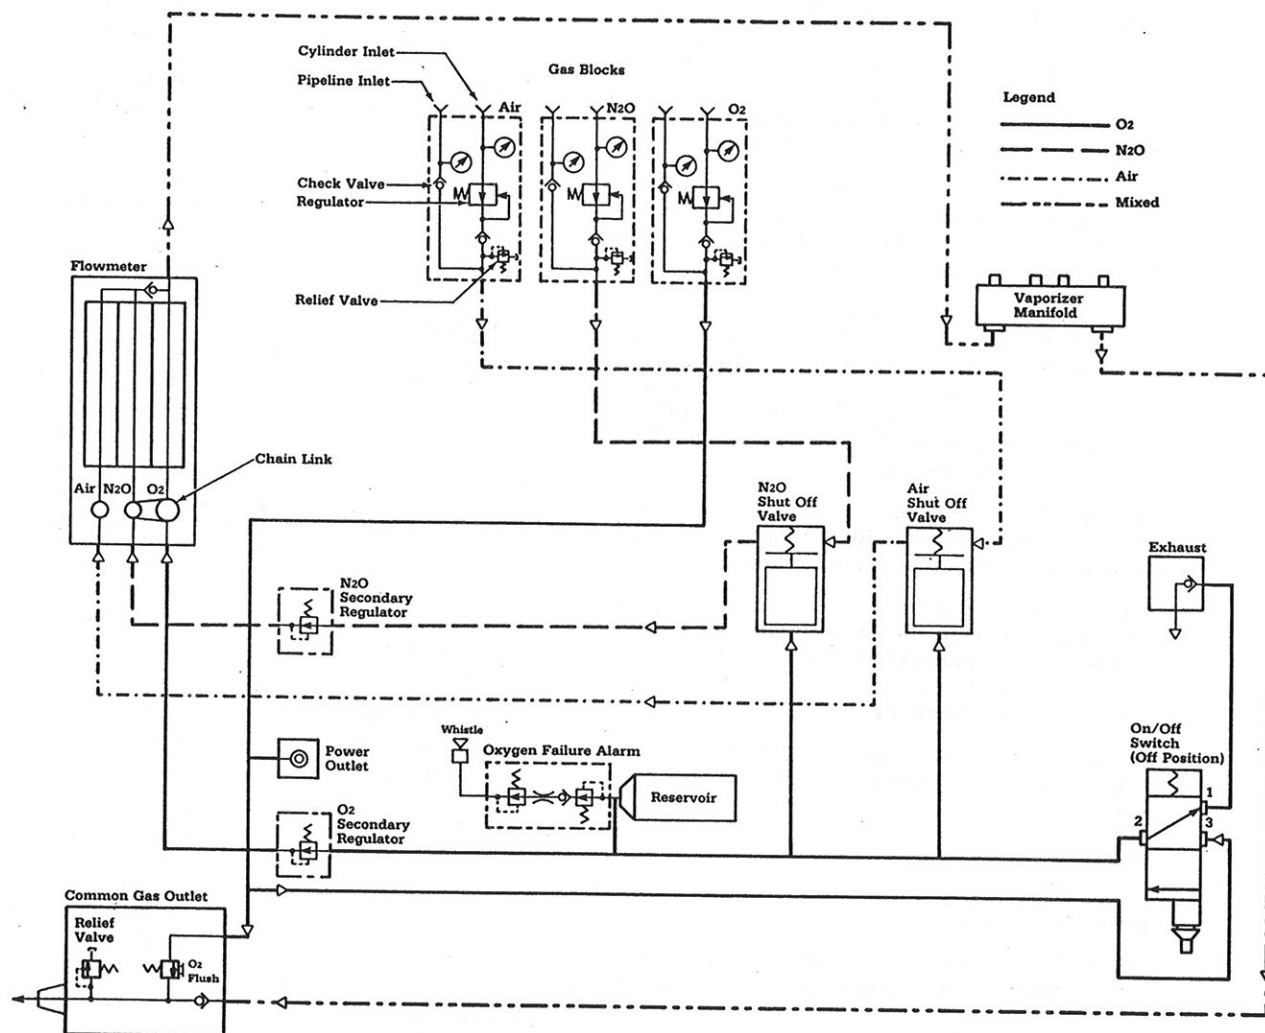 Cylinder Inlet
Pipeline Inlet
Gas Blocks
Air
N2O
O2
Legend
O2
N2O
Air
Mixed
Check Valve
Regulator
Relief Valve
Flowmeter
Vaporizer
Manifold
Chain Link
Air N2O O2
N2O
Shut Off
Valve
Air
Shut Off
Valve
Exhaust
N2O
Secondary
Regulator
Whistle
Oxygen Failure Alarm
Power
Outlet
Reservoir
On/Off
Switch
(Off Position)
1
2
3
O2
Secondary
Regulator
Common Gas Outlet
Relief
Valve
O2
Flush